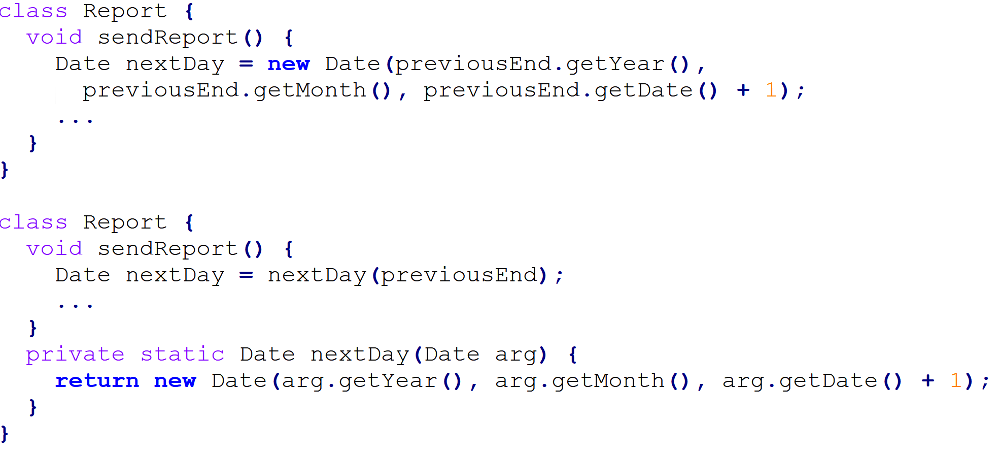 class Report {
  void sendReport() {
    Date nextDay = new Date(previousEnd.getYear(),
      previousEnd.getMonth(), previousEnd.getDate() + 1);
    ...
  }
}

class Report {
  void sendReport() {
    Date nextDay = nextDay(previousEnd);
    ...
  }
  private static Date nextDay(Date arg) {
    return new Date(arg.getYear(), arg.getMonth(), arg.getDate() + 1);
  }
}